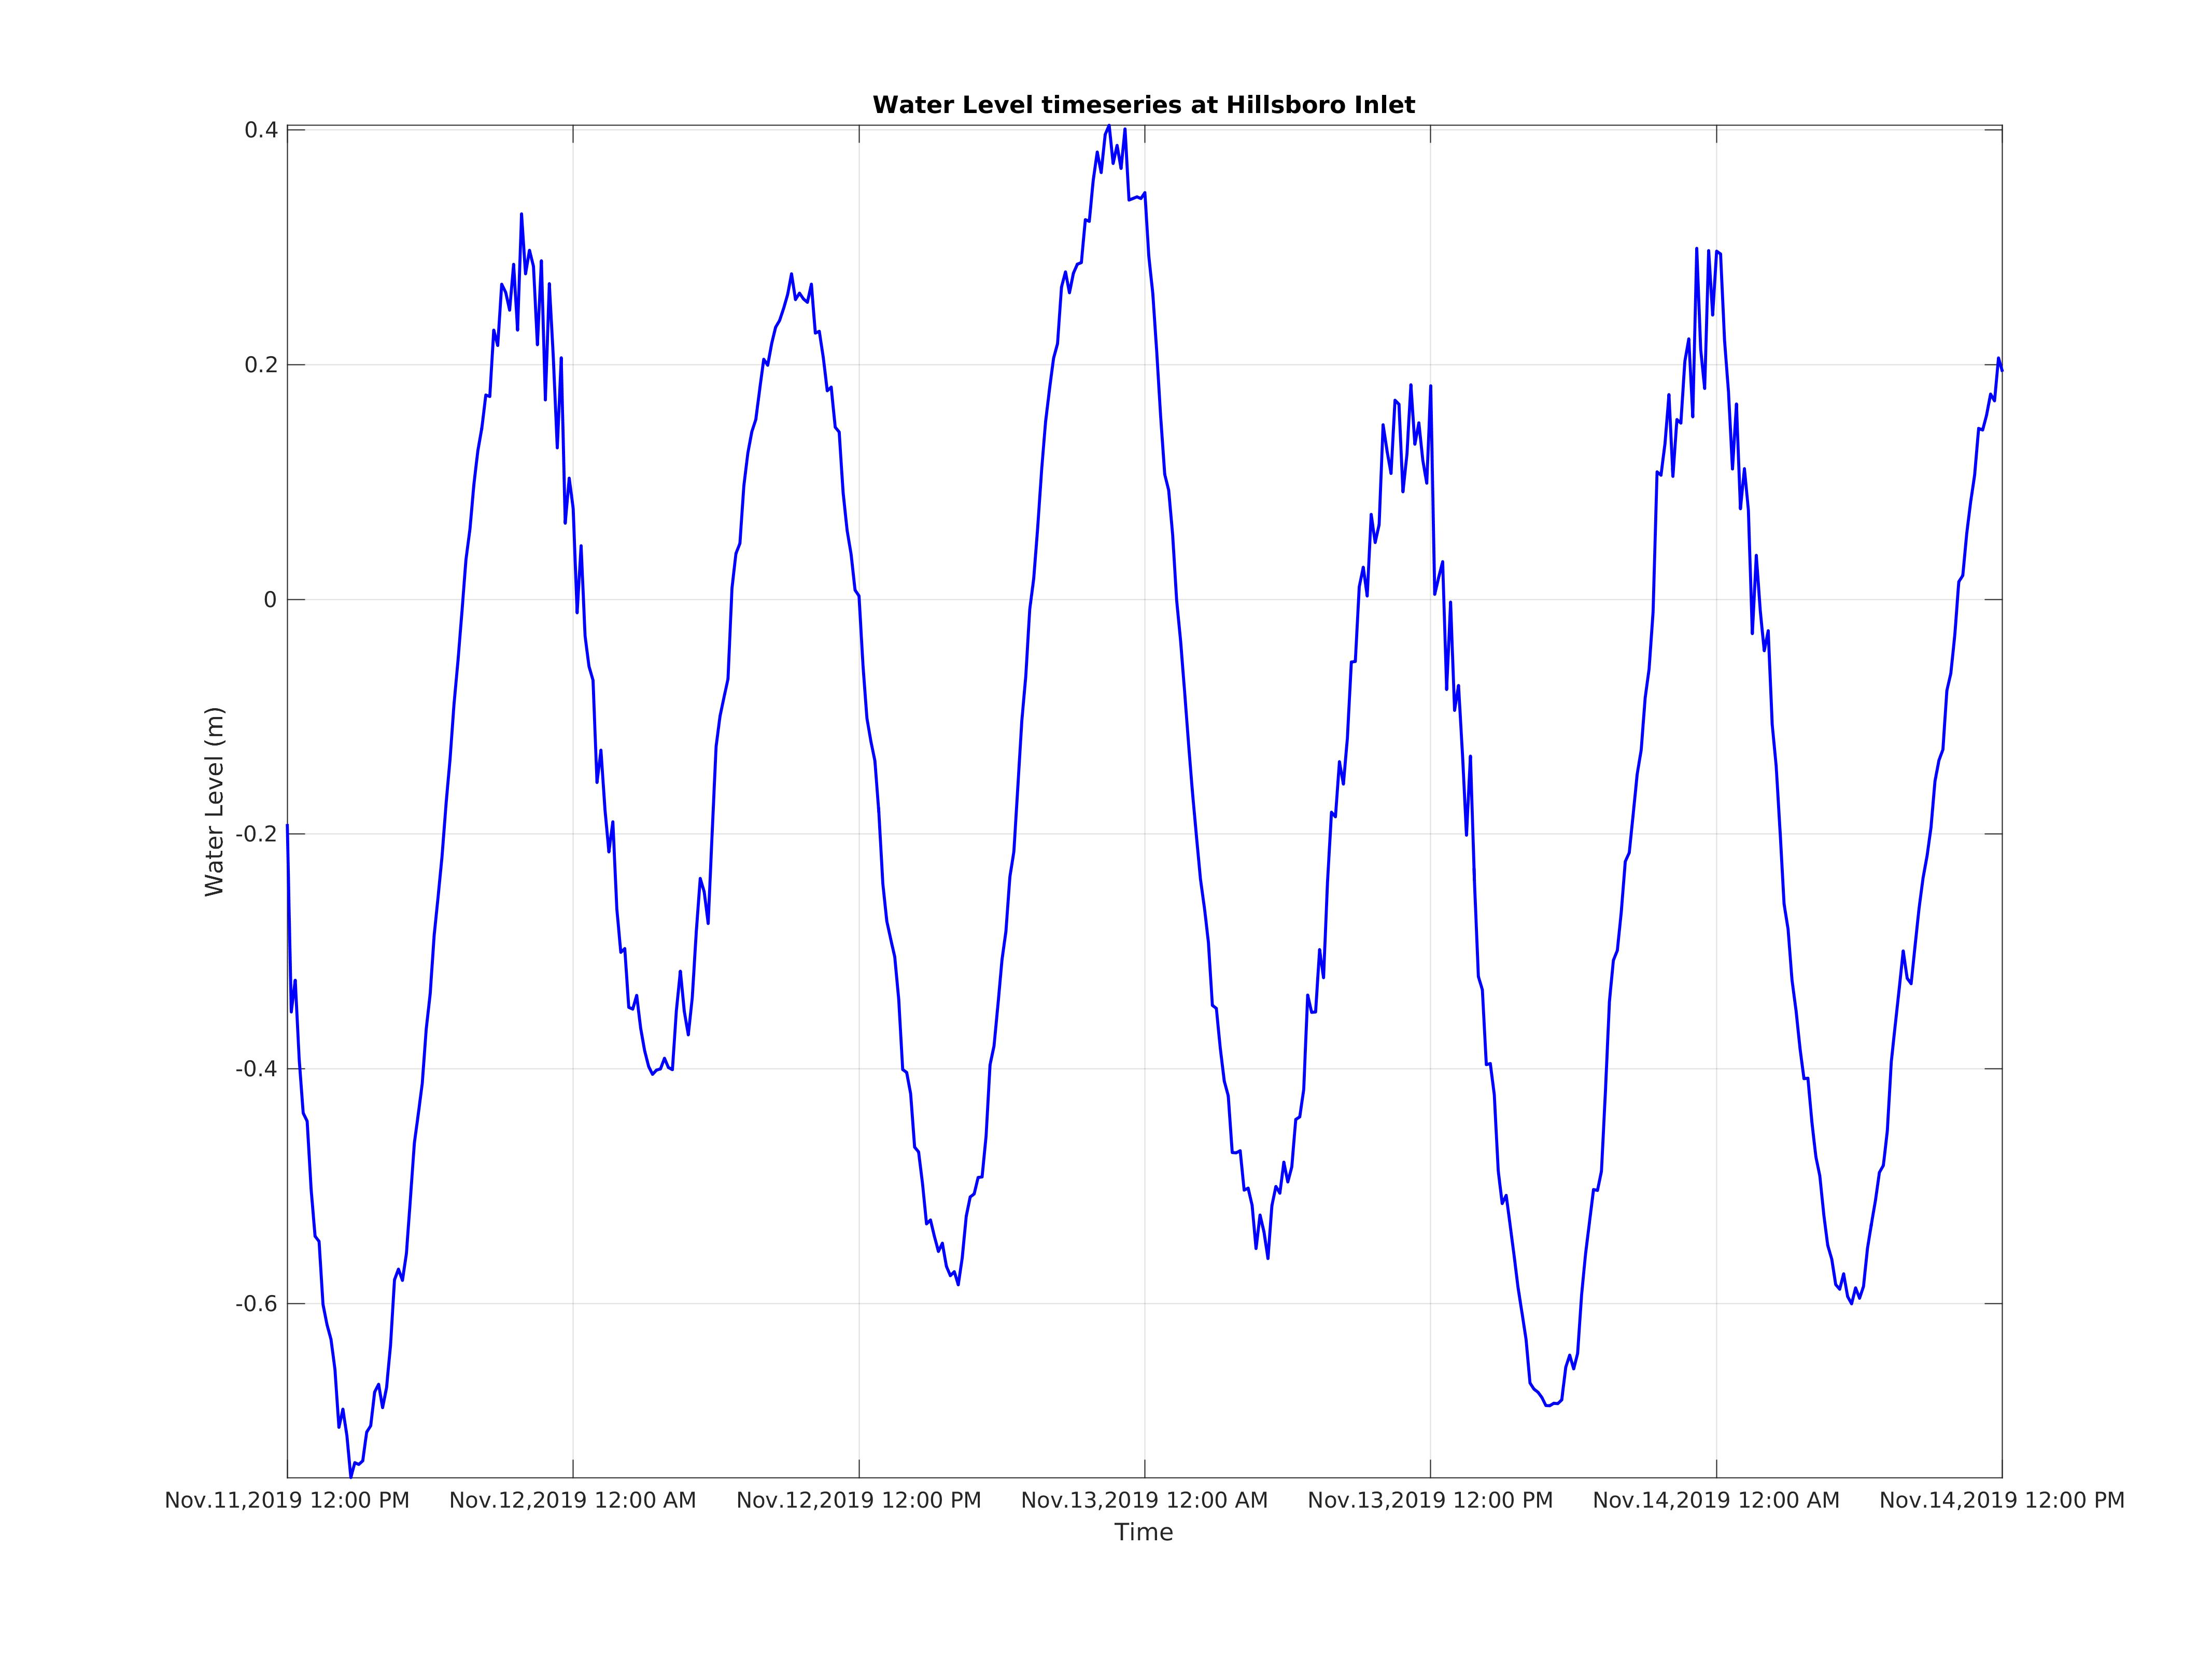 Water Level timeseries at Hillsboro Inlet
0.4
0.2
0
-0.2
-0.4
-0.6
Water Level (m)
Nov.11,2019 12:00 PM Nov.12,2019 12:00 AM Nov.12,2019 12:00 PM Nov.13,2019 12:00 AM Nov.13,2019 12:00 PM Nov.14,2019 12:00 AM Nov.14,2019 12:00 PM
Time